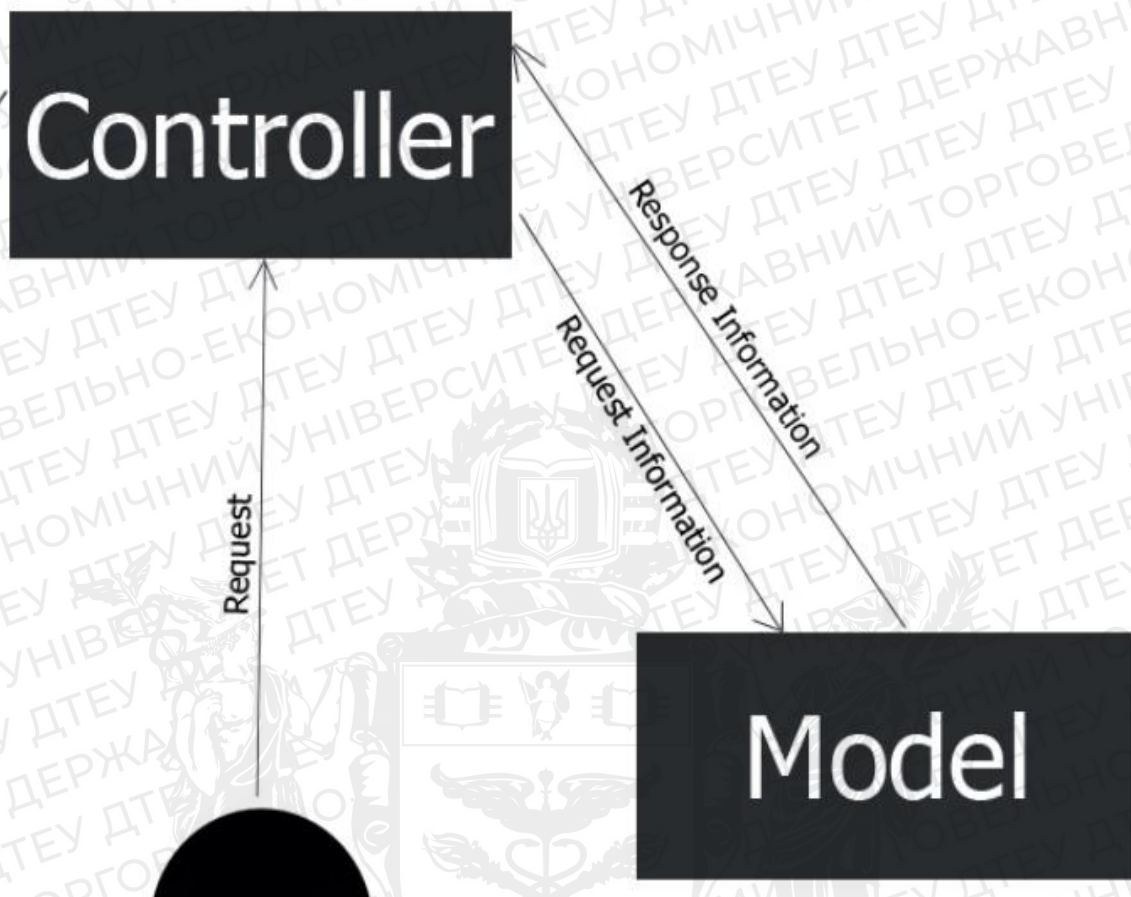 Controller
Response Information
Request Information
Request
Model